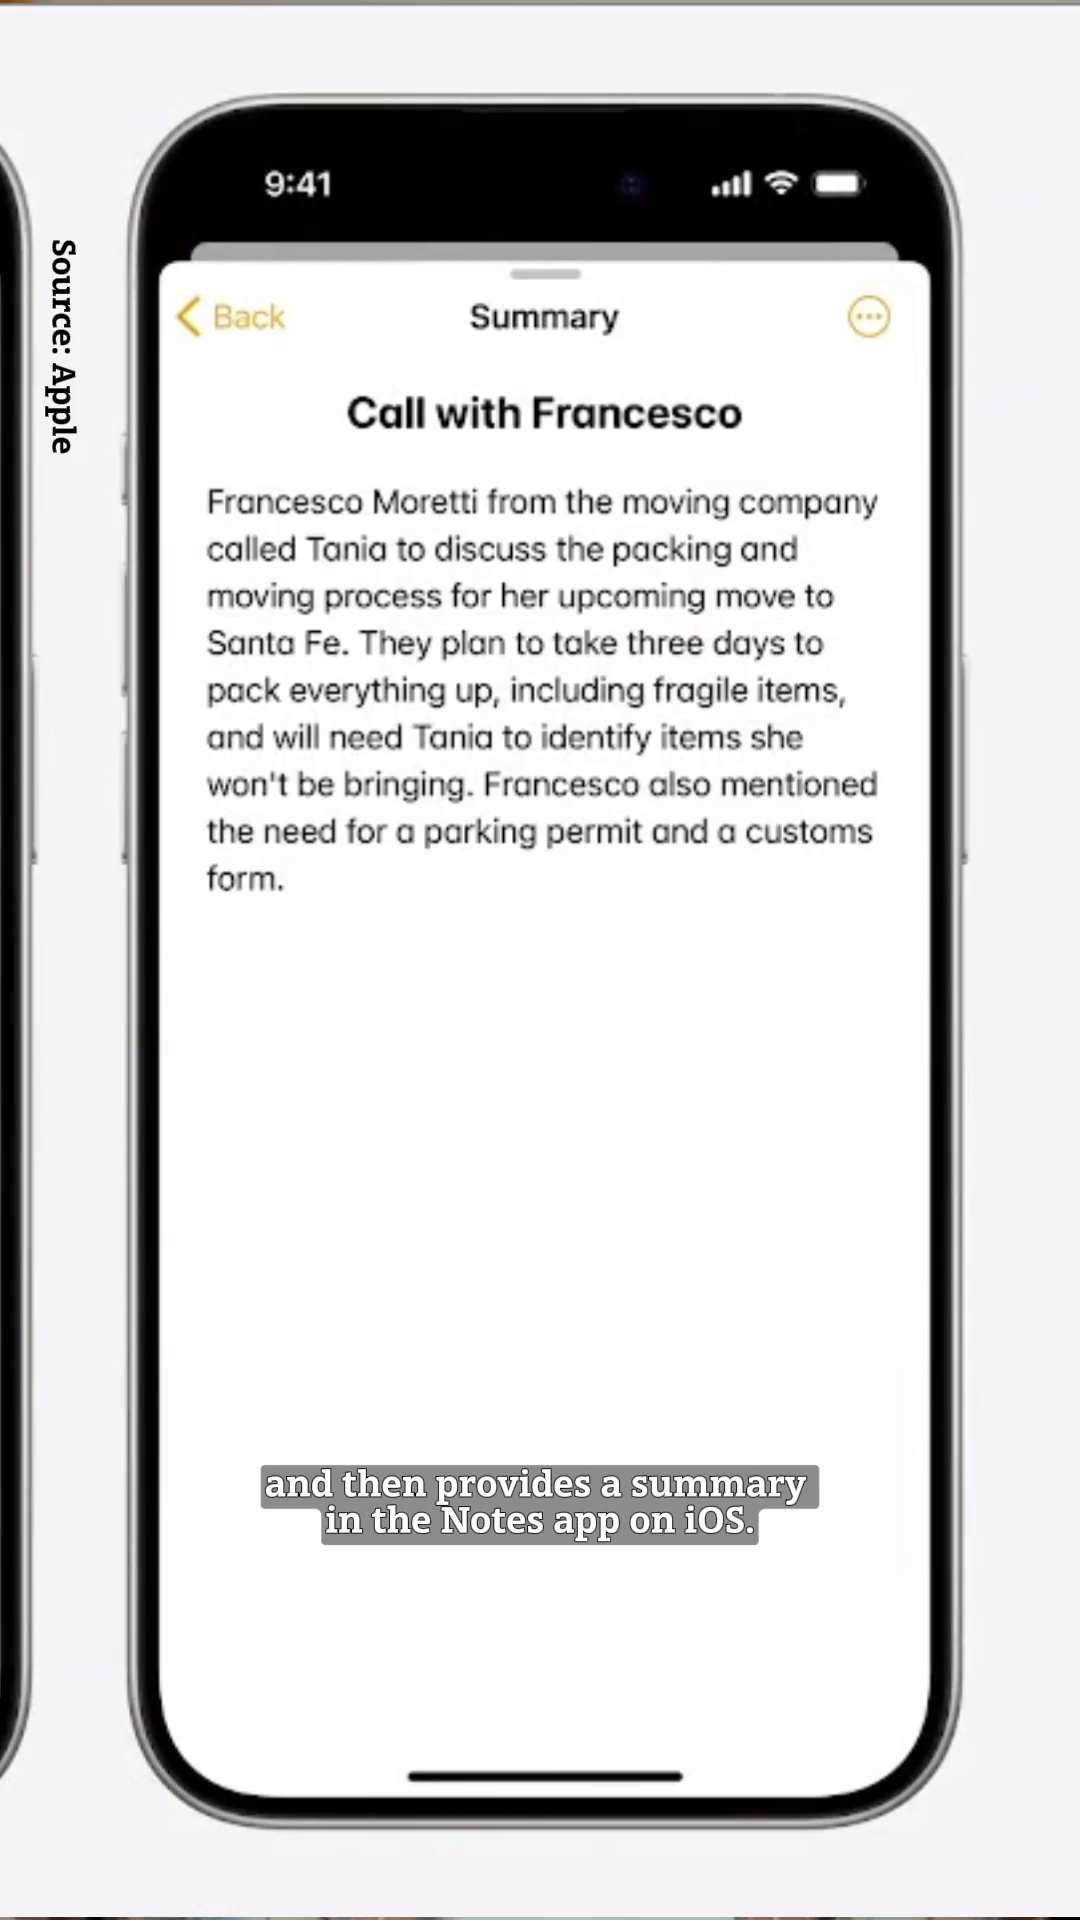 9:41
Source: Apple
Back
Summary
Call with Francesco
Francesco Moretti from the moving company
called Tania to discuss the packing and
moving process for her upcoming move to
Santa Fe. They plan to take three days to
pack everything up, including fragile items,
and will need Tania to identify items she
won't be bringing. Francesco also mentioned
the need for a parking permit and a customs
form.
and then provides a summary
in the Notes app on iOS.